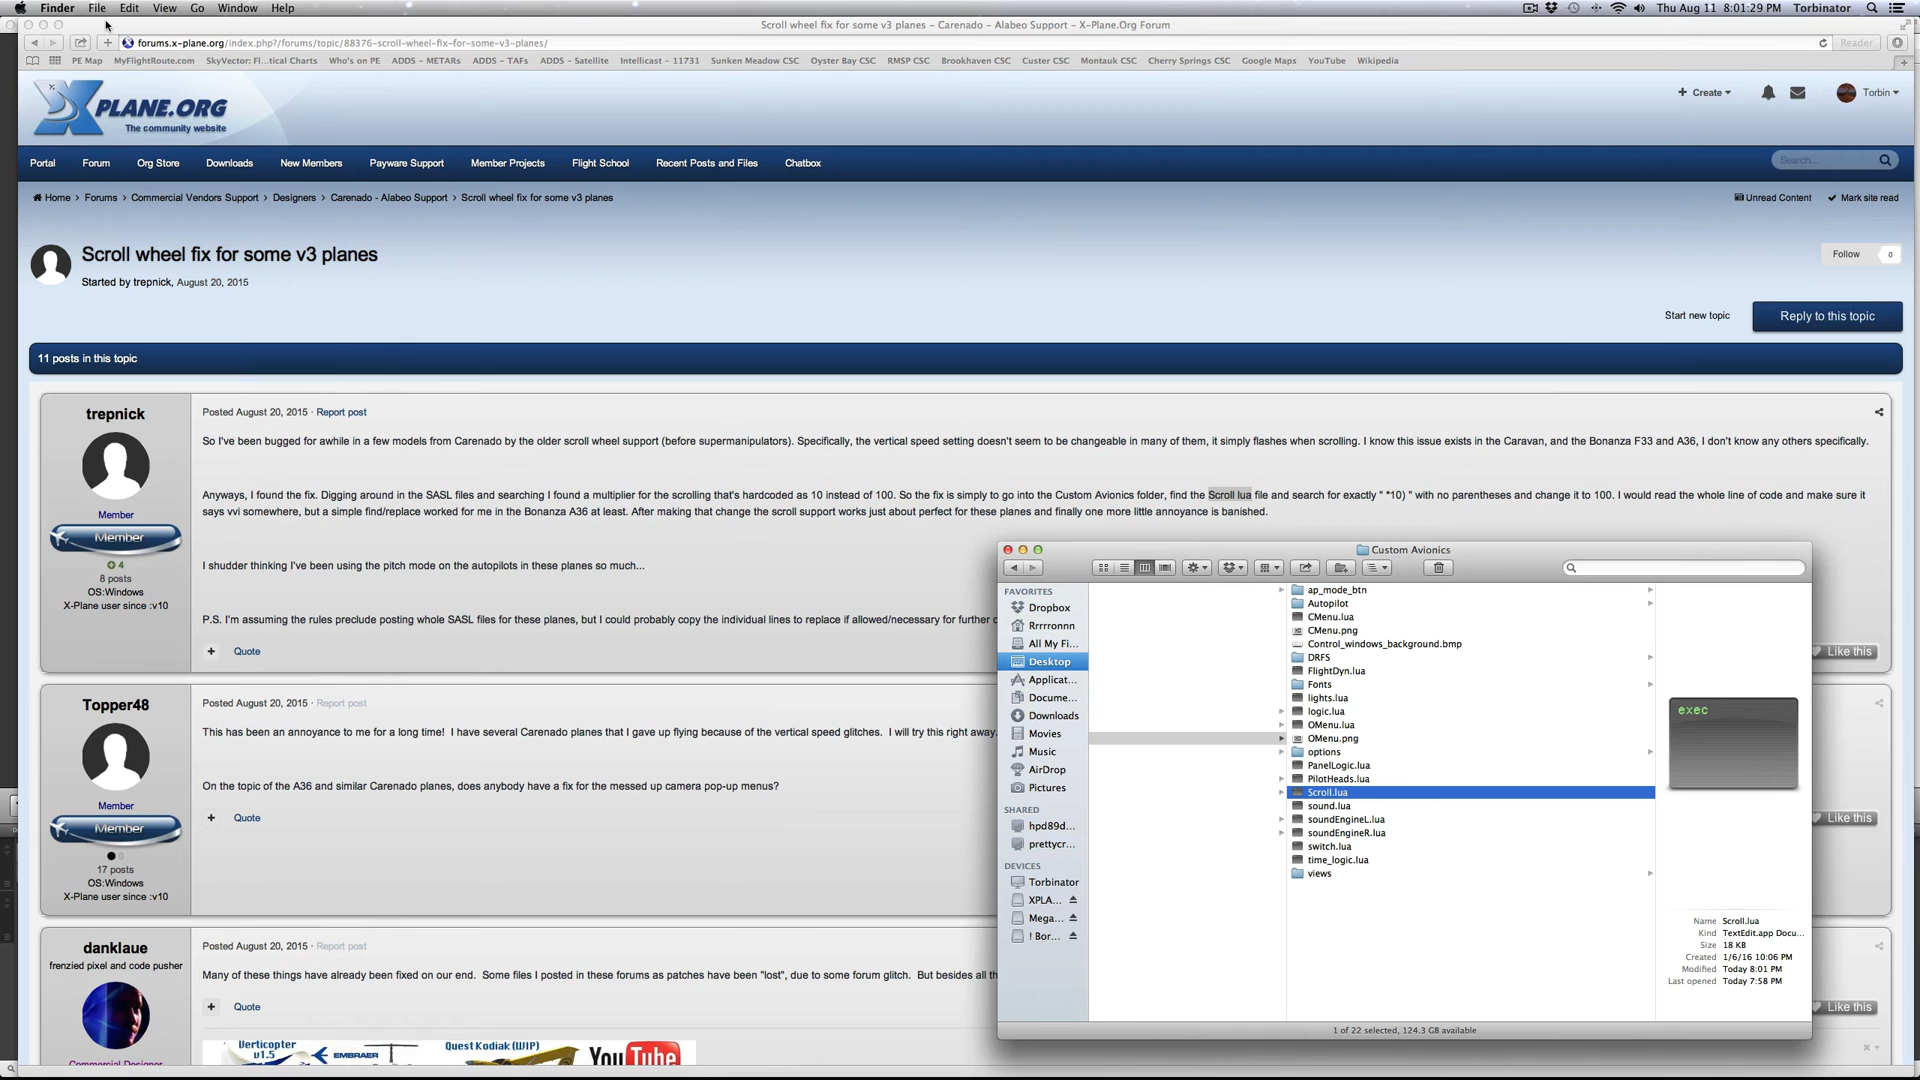 Finder File Edit View Go Window Help
Thu Aug 11 8:01:29 PM Torbinator
Scroll wheel fix for some v3 planes – Carenado – Alabeo Support – X-Plane.Org Forum
forums.x-plane.org/index.php?/forums/topic/88376-scroll-wheel-fix-for-some-v3-planes/
Reader
PE Map MyFlightRoute.com SkyVector: Fl...tical Charts Who's on PE ADDS – METARs ADDS – TAFs ADDS – Satellite Intellicast – 11731 Sunken Meadow CSC Oyster Bay CSC RMSP CSC Brookhaven CSC Custer CSC Montauk CSC Cherry Springs CSC Google Maps YouTube Wikipedia
X PLANE.ORG
The community website
+ Create
Torbin
Portal Forum Org Store Downloads New Members Payware Support Member Projects Flight School Recent Posts and Files Chatbox
Search...
Home > Forums > Commercial Vendors Support > Designers > Carenado - Alabeo Support > Scroll wheel fix for some v3 planes
Unread Content Mark site read
Scroll wheel fix for some v3 planes
Started by trepnick, August 20, 2015
Follow 0
Start new topic
Reply to this topic
11 posts in this topic
trepnick
Member
Member
4
8 posts
OS:Windows
X-Plane user since :v10
Posted August 20, 2015 · Report post
So I've been bugged for awhile in a few models from Carenado by the older scroll wheel support (before supermanipulators). Specifically, the vertical speed setting doesn't seem to be changeable in many of them, it simply flashes when scrolling. I know this issue exists in the Caravan, and the Bonanza F33 and A36, I don't know any others specifically.
Anyways, I found the fix. Digging around in the SASL files and searching I found a multiplier for the scrolling that's hardcoded as 10 instead of 100. So the fix is simply to go into the Custom Avionics folder, find the Scroll lua file and search for exactly " *10) " with no parentheses and change it to 100. I would read the whole line of code and make sure it
says vvi somewhere, but a simple find/replace worked for me in the Bonanza A36 at least. After making that change the scroll support works just about perfect for these planes and finally one more little annoyance is banished.
I shudder thinking I've been using the pitch mode on the autopilots in these planes so much...
P.S. I'm assuming the rules preclude posting whole SASL files for these planes, but I could probably copy the individual lines to replace if allowed/necessary for further
+ Quote
Like this
Topper48
Member
Member
17 posts
OS:Windows
X-Plane user since :v10
Posted August 20, 2015 · Report post
This has been an annoyance to me for a long time! I have several Carenado planes that I gave up flying because of the vertical speed glitches. I will try this right away.
On the topic of the A36 and similar Carenado planes, does anybody have a fix for the messed up camera pop-up menus?
+ Quote
Like this
danklaue
frenzied pixel and code pusher
Commercial Designer
Posted August 20, 2015 · Report post
Many of these things have already been fixed on our end. Some files I posted in these forums as patches have been "lost", due to some forum glitch. But besides all th
+ Quote
Like this
Verticopter
v1.5
EMBRAER
Quest Kodiak (WIP)
YouTube
Custom Avionics
FAVORITES
Dropbox
Rrrrronnn
All My Fi...
Desktop
Applicat...
Docume...
Downloads
Movies
Music
AirDrop
Pictures
SHARED
hpd89d...
prettycr...
DEVICES
Torbinator
XPLA...
Mega...
! Bor...
ap_mode_btn
Autopilot
CMenu.lua
CMenu.png
Control_windows_background.bmp
DRFS
FlightDyn.lua
Fonts
lights.lua
logic.lua
OMenu.lua
OMenu.png
options
PanelLogic.lua
PilotHeads.lua
Scroll.lua
sound.lua
soundEngineL.lua
soundEngineR.lua
switch.lua
time_logic.lua
views
exec
Name Scroll.lua
Kind TextEdit.app Docu...
Size 18 KB
Created 1/6/16 10:06 PM
Modified Today 8:01 PM
Last opened Today 7:58 PM
1 of 22 selected, 124.3 GB available